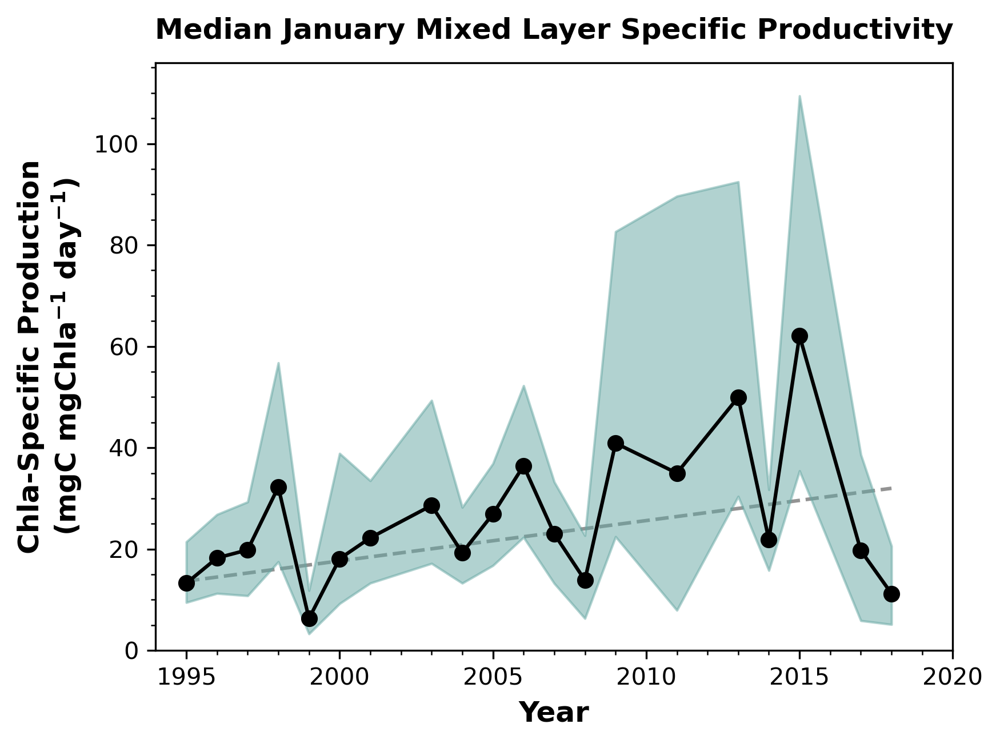 Median January Mixed Layer Specific Productivity
Chla-Specific Production
(mgC mgChla⁻¹ day⁻¹)
100
80
60
40
20
0
1995 2000 2005 2010 2015 2020
Year